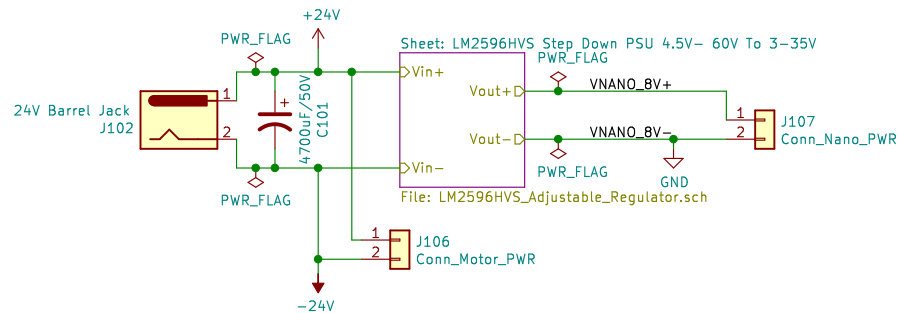 +24V
PWR_FLAG
Sheet: LM2596HVS Step Down PSU 4.5V- 60V To 3-35V
PWR_FLAG
Vin+
Vout+
VNANO_8V+
24V Barrel Jack
J102
1
2
+
4700uF/50V
C101
1
2
J107
Conn_Nano_PWR
Vout-
VNANO_8V-
Vin-
PWR_FLAG
GND
PWR_FLAG
File: LM2596HVS_Adjustable_Regulator.sch
1
2
J106
Conn_Motor_PWR
-24V